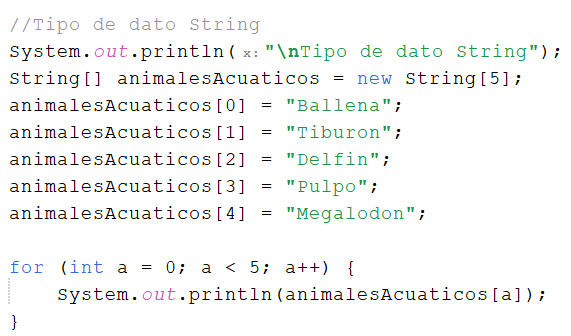 //Tipo de dato String
System.out.println( x: "\nTipo de dato String");
String[] animalesAcuaticos = new String[5];
animalesAcuaticos[0] = "Ballena";
animalesAcuaticos[1] = "Tiburon";
animalesAcuaticos[2] = "Delfin";
animalesAcuaticos[3] = "Pulpo";
animalesAcuaticos[4] = "Megalodon";

for (int a = 0; a < 5; a++) {
    System.out.println(animalesAcuaticos[a]);
}